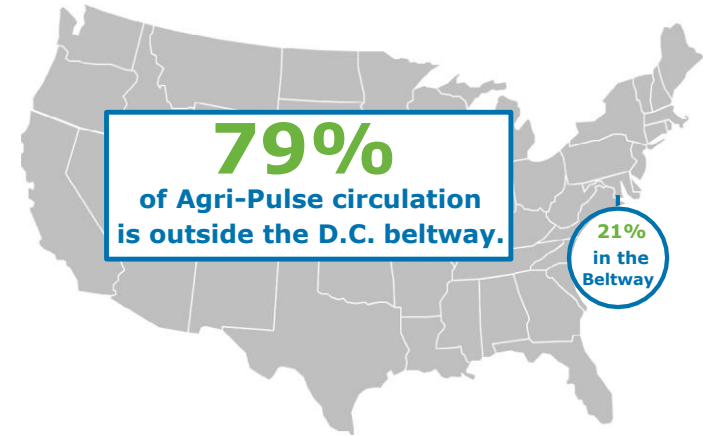 79%
of Agri-Pulse circulation
is outside the D.C. beltway.
21%
in the
Beltway